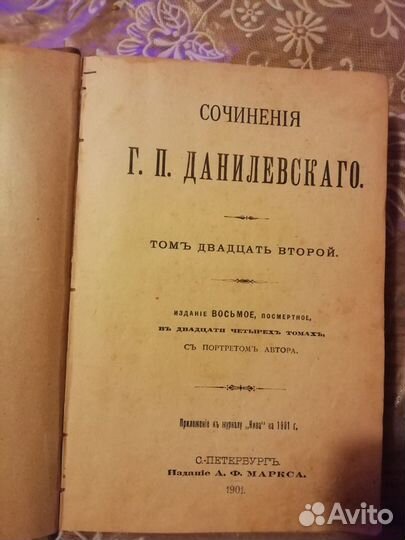 СОЧИНЕНІЯ
Г. П. ДАНИЛЕВСКАГО.
ТОМЪ ДВАДЦАТЬ ВТОРОЙ.
ИЗДАНІЕ ВОСЬМОЕ, ПОСМЕРТНОЕ,
ВЪ ДВАДЦАТИ ЧЕТЫРЕХЪ ТОМАХЪ,
СЪ ПОРТРЕТОМЪ АВТОРА.
Приложеніе къ журналу „Нива" на 1901 г.
С.-ПЕТЕРБУРГЪ.
Изданіе А. Ф. МАРКСА.
1901.
Avito